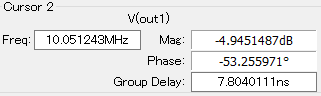 Cursor 2
V(out1)
Freq: 10.051243MHz Mag: -4.9451487dB
Phase: -53.255971°
Group Delay: 7.8040111ns